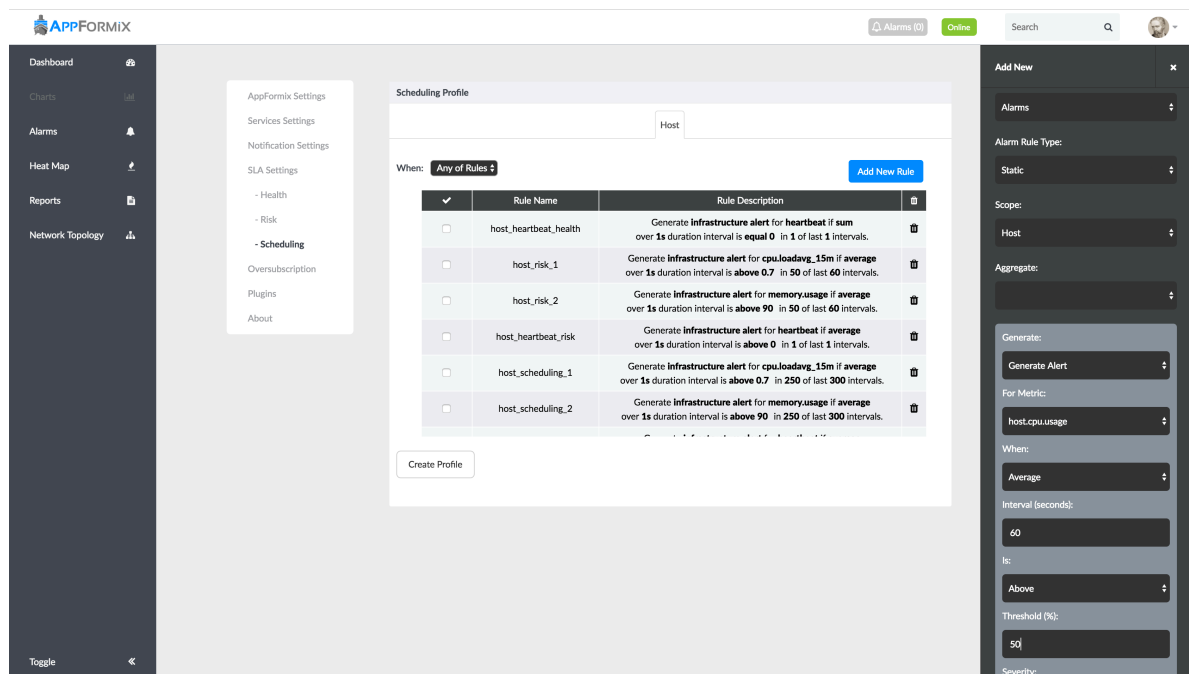 APPFORMIX
Alarms (0)
Online
Search
Dashboard
Charts
Alarms
Heat Map
Reports
Network Topology
Toggle
AppFormix Settings
Services Settings
Notification Settings
SLA Settings
- Health
- Risk
- Scheduling
Oversubscription
Plugins
About
Scheduling Profile
Host
When: Any of Rules
Add New Rule
Rule Name Rule Description
host_heartbeat_health Generate infrastructure alert for heartbeat if sum
over 1s duration interval is equal 0 in 1 of last 1 intervals.
host_risk_1 Generate infrastructure alert for cpu.loadavg_15m if average
over 1s duration interval is above 0.7 in 50 of last 60 intervals.
host_risk_2 Generate infrastructure alert for memory.usage if average
over 1s duration interval is above 90 in 50 of last 60 intervals.
host_heartbeat_risk Generate infrastructure alert for heartbeat if average
over 1s duration interval is above 0 in 1 of last 1 intervals.
host_scheduling_1 Generate infrastructure alert for cpu.loadavg_15m if average
over 1s duration interval is above 0.7 in 250 of last 300 intervals.
host_scheduling_2 Generate infrastructure alert for memory.usage if average
over 1s duration interval is above 90 in 250 of last 300 intervals.
Create Profile
Add New
Alarms
Alarm Rule Type:
Static
Scope:
Host
Aggregate:
Generate:
Generate Alert
For Metric:
host.cpu.usage
When:
Average
Interval (seconds):
60
Is:
Above
Threshold (%):
50
Severity: